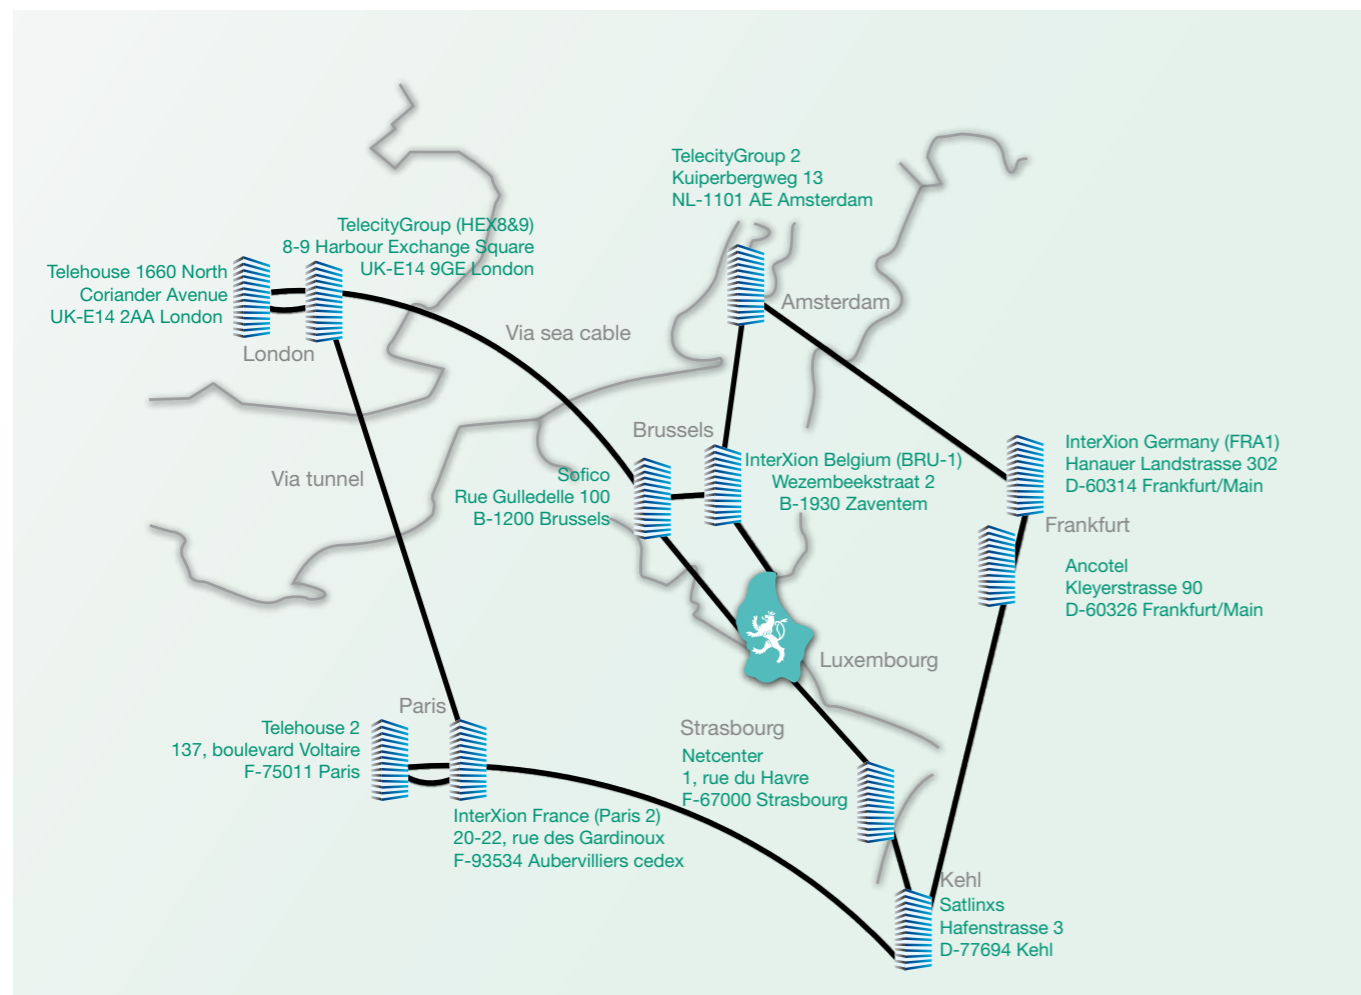 TelecityGroup 2
Kuiperbergweg 13
NL-1101 AE Amsterdam
TelecityGroup (HEX8&9)
8-9 Harbour Exchange Square
UK-E14 9GE London
Telehouse 1660 North
Coriander Avenue
UK-E14 2AA London
London
Amsterdam
Via sea cable
Brussels
InterXion Belgium (BRU-1)
Wezembeekstraat 2
B-1930 Zaventem
InterXion Germany (FRA1)
Hanauer Landstrasse 302
D-60314 Frankfurt/Main
Via tunnel
Sofico
Rue Gulledelle 100
B-1200 Brussels
Frankfurt
Ancotel
Kleyerstrasse 90
D-60326 Frankfurt/Main
Luxembourg
Paris
Telehouse 2
137, boulevard Voltaire
F-75011 Paris
Strasbourg
Netcenter
1, rue du Havre
F-67000 Strasbourg
InterXion France (Paris 2)
20-22, rue des Gardinoux
F-93534 Aubervilliers cedex
Kehl
Satlinxs
Hafenstrasse 3
D-77694 Kehl